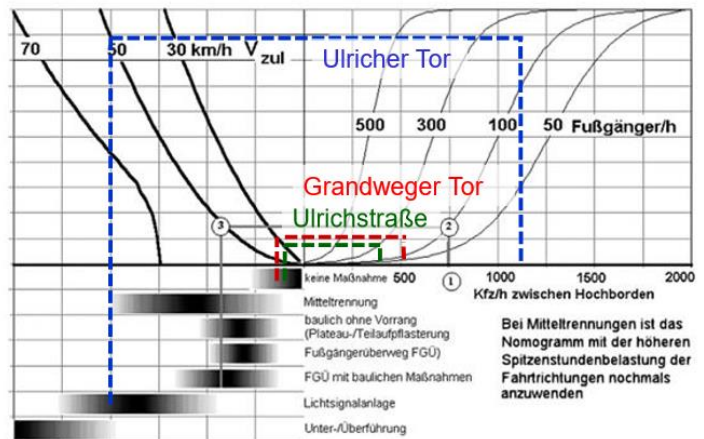 70 50 30 km/h V zul
Ulricher Tor
500 300 100 50 Fußgänger/h
Grandweger Tor
Ulrichstraße
3 2
keine Maßnahme 500 1 1000 1500 2000
Kfz/h zwischen Hochborden
Mitteltrennung
baulich ohne Vorrang
(Plateau-/Teilaufpflasterung
Fußgängerüberweg FGÜ)
FGÜ mit baulichen Maßnahmen
Lichtsignalanlage
Unter-/Überführung
Bei Mitteltrennungen ist das
Nomogramm mit der höheren
Spitzenstundenbelastung der
Fahrtrichtungen nochmals
anzuwenden